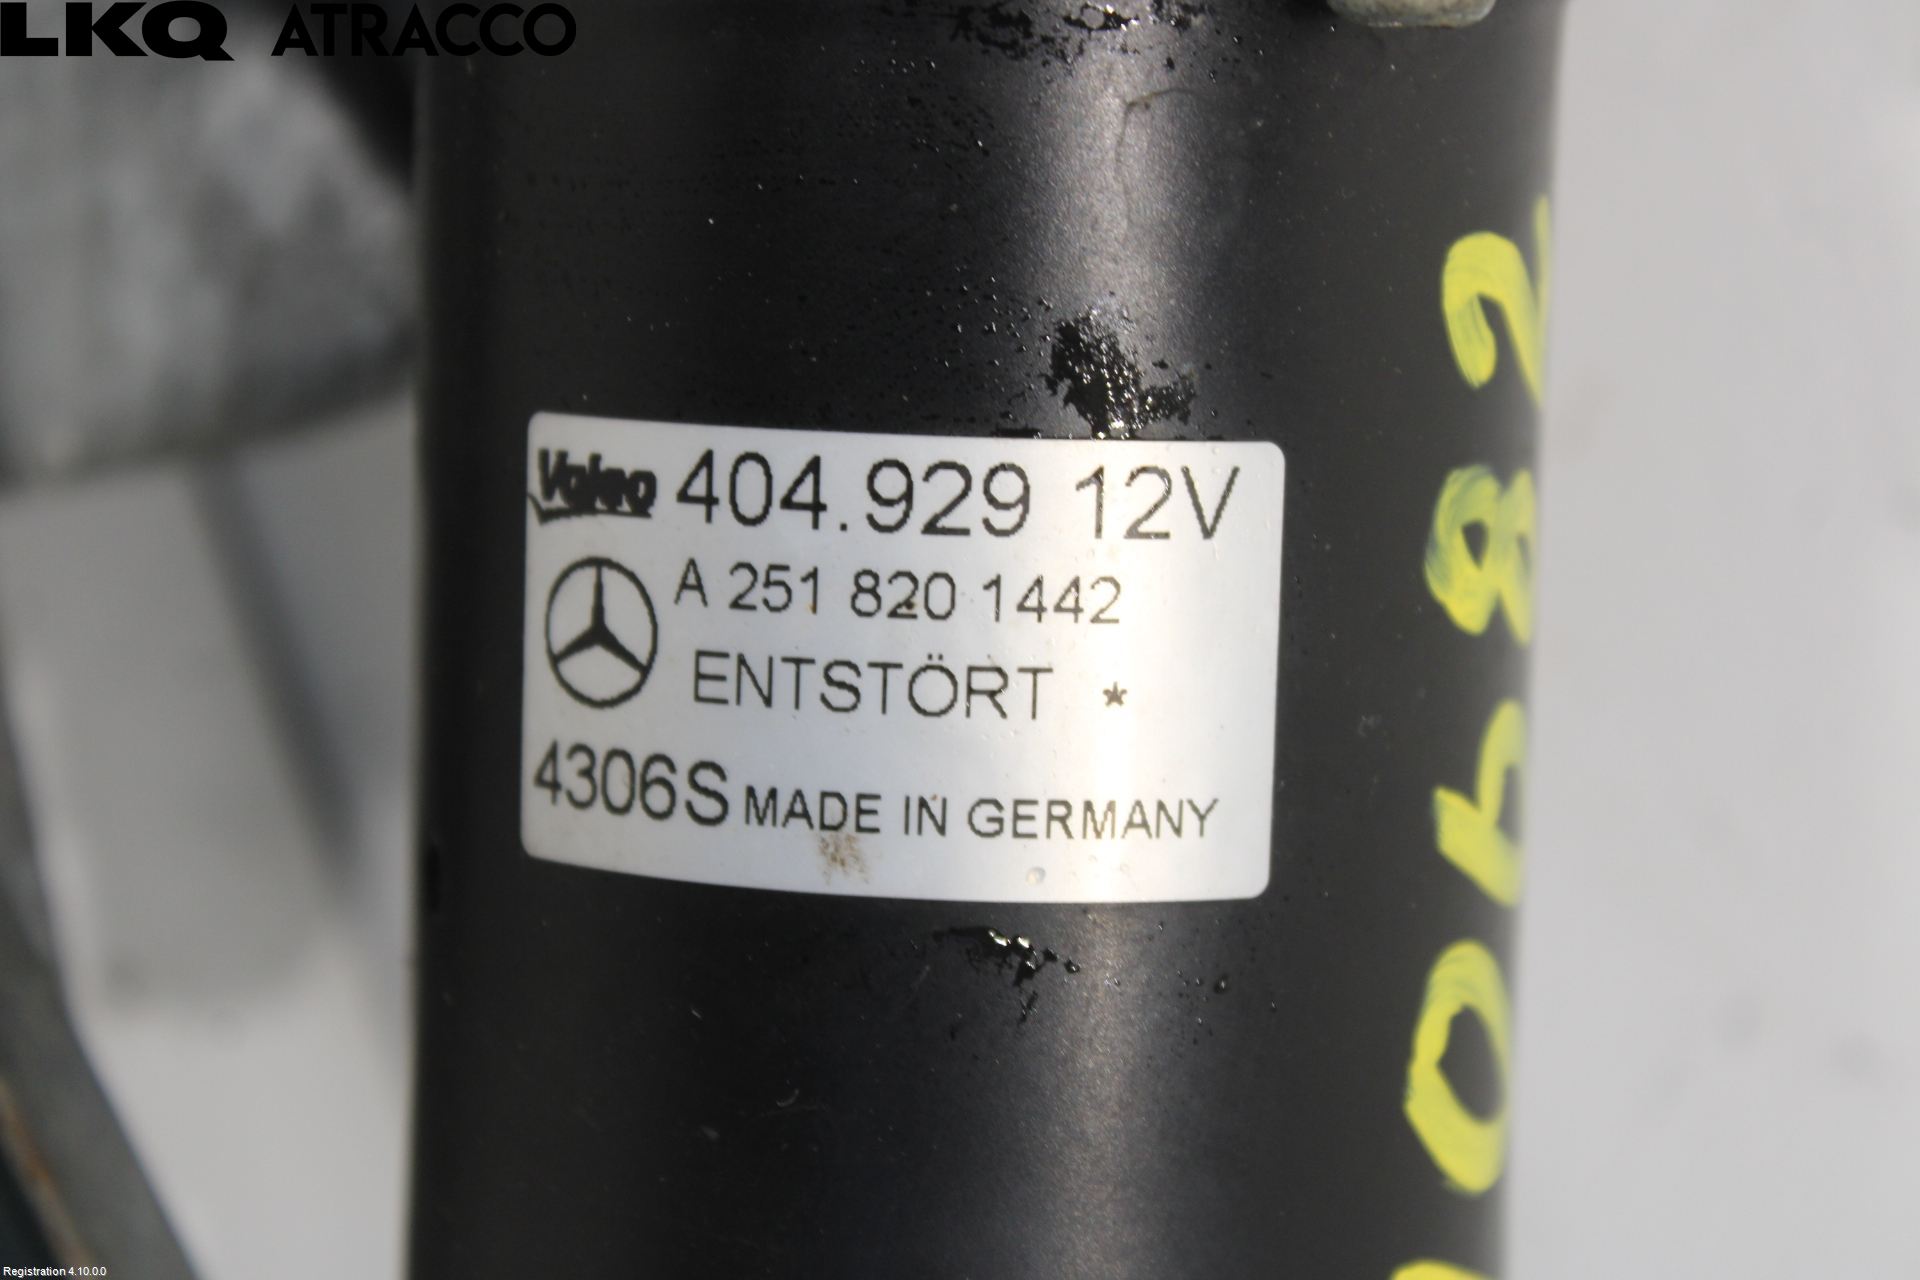 LKQ ATRACCO
Valeo 404.929 12V
A 251 820 1442
ENTSTÖRT *
4306S MADE IN GERMANY
0682
Registration 4.10.0.0